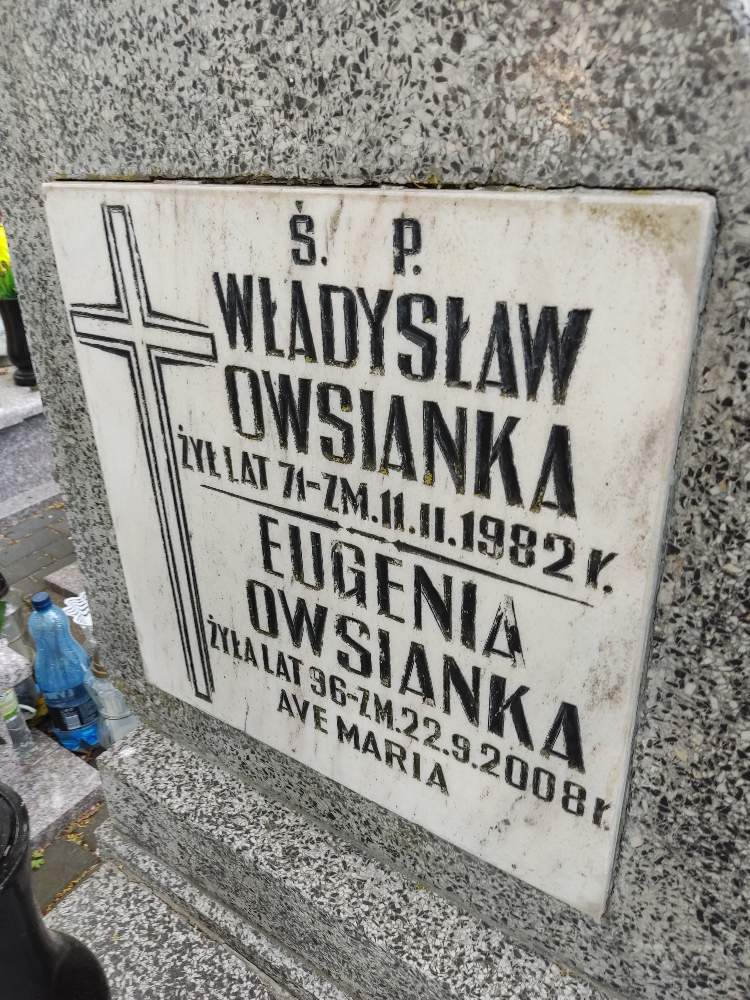 Ś. P.
WŁADYSŁAW
OWSIANKA
ŻYŁ LAT 71-ZM.11.II.1982 r.
EUGENIA
OWSIANKA
ŻYŁA LAT 96-ZM.22.9.2008 r.
AVE MARIA